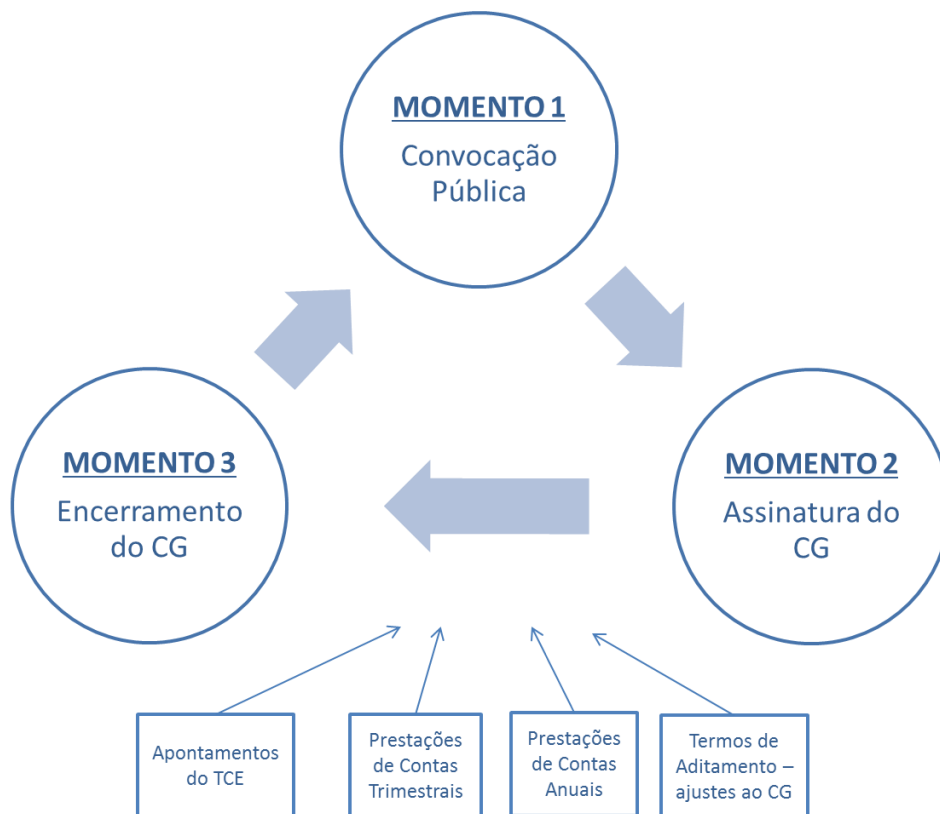 MOMENTO 1
Convocação
Pública
MOMENTO 3
Encerramento
do CG
MOMENTO 2
Assinatura do
CG
Apontamentos
do TCE
Prestações
de Contas
Trimestrais
Prestações
de Contas
Anuais
Termos de
Aditamento –
ajustes ao CG